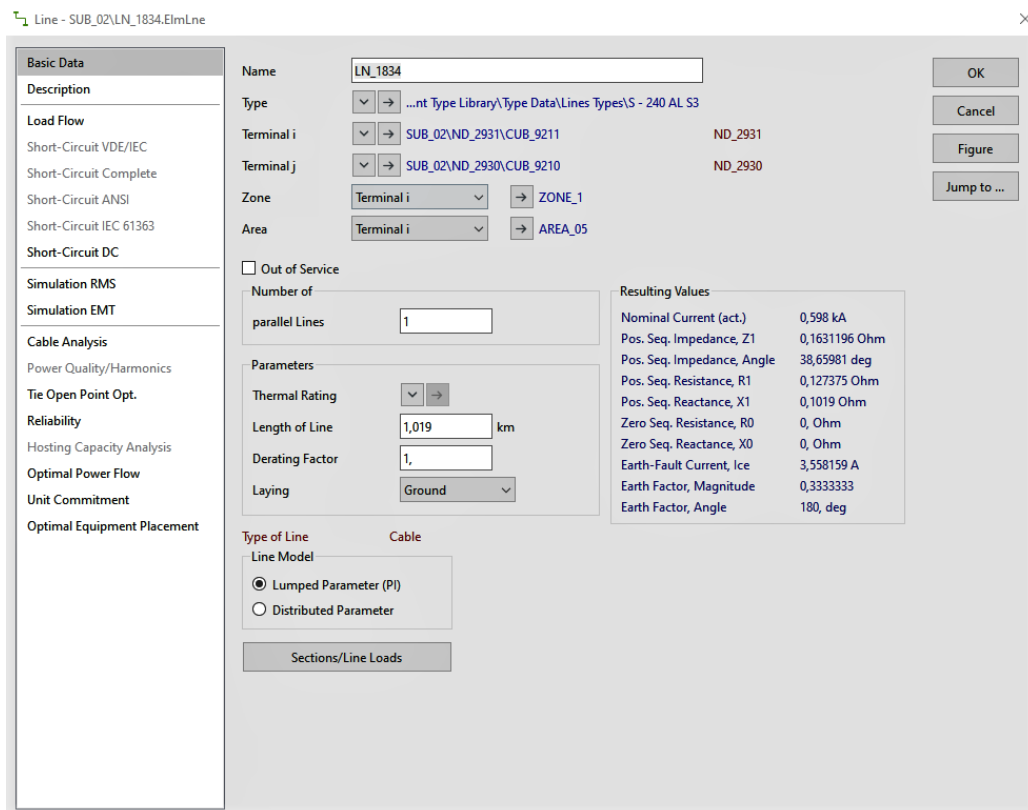 Line - SUB_02\LN_1834.ElmLne
Basic Data
Description
Load Flow
Short-Circuit VDE/IEC
Short-Circuit Complete
Short-Circuit ANSI
Short-Circuit IEC 61363
Short-Circuit DC
Simulation RMS
Simulation EMT
Cable Analysis
Power Quality/Harmonics
Tie Open Point Opt.
Reliability
Hosting Capacity Analysis
Optimal Power Flow
Unit Commitment
Optimal Equipment Placement
Name LN_1834
Type ...nt Type Library\Type Data\Lines Types\S - 240 AL S3
Terminal i SUB_02\ND_2931\CUB_9211 ND_2931
Terminal j SUB_02\ND_2930\CUB_9210 ND_2930
Zone Terminal i ZONE_1
Area Terminal i AREA_05
Out of Service
Number of
parallel Lines 1
Parameters
Thermal Rating
Length of Line 1,019 km
Derating Factor 1,
Laying Ground
Type of Line Cable
Line Model
Lumped Parameter (PI)
Distributed Parameter
Sections/Line Loads
Resulting Values
Nominal Current (act.) 0,598 kA
Pos. Seq. Impedance, Z1 0,1631196 Ohm
Pos. Seq. Impedance, Angle 38,65981 deg
Pos. Seq. Resistance, R1 0,127375 Ohm
Pos. Seq. Reactance, X1 0,1019 Ohm
Zero Seq. Resistance, R0 0, Ohm
Zero Seq. Reactance, X0 0, Ohm
Earth-Fault Current, Ice 3,558159 A
Earth Factor, Magnitude 0,3333333
Earth Factor, Angle 180, deg
OK
Cancel
Figure
Jump to ...